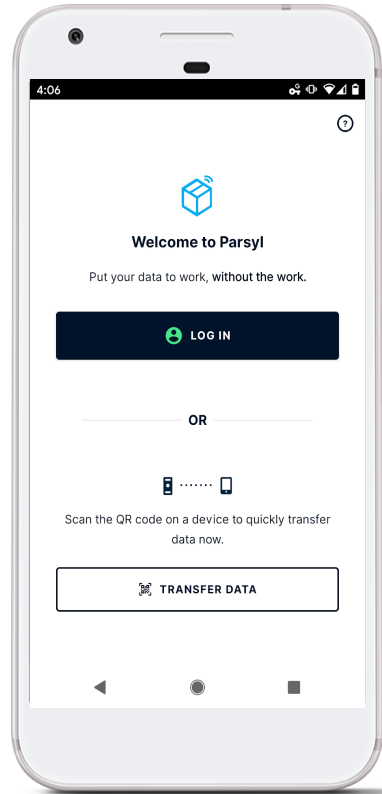 4:06
?
Welcome to Parsyl
Put your data to work, without the work.
LOG IN
OR
Scan the QR code on a device to quickly transfer
data now.
TRANSFER DATA